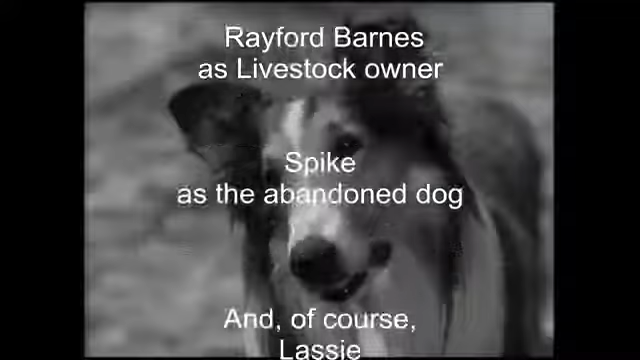 Rayford Barnes
as Livestock owner
Spike
as the abandoned dog
And, of course,
Lassie